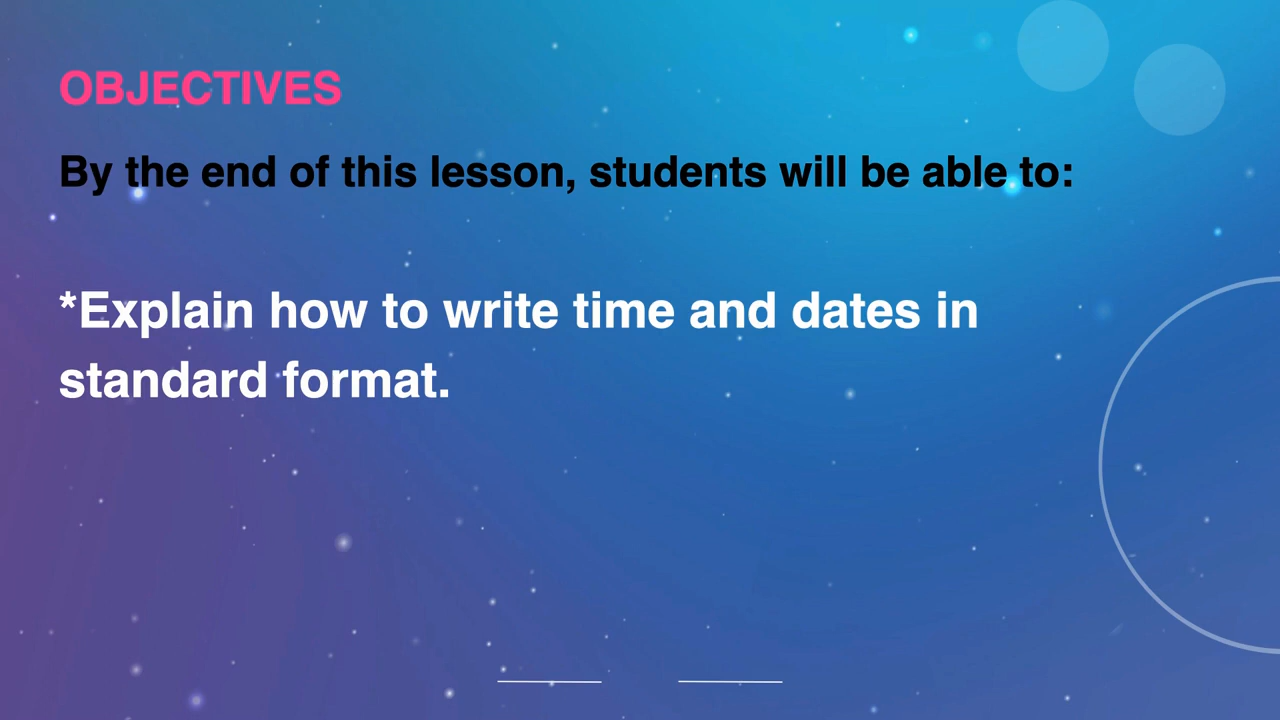 OBJECTIVES
By the end of this lesson, students will be able to:
*Explain how to write time and dates in
standard format.